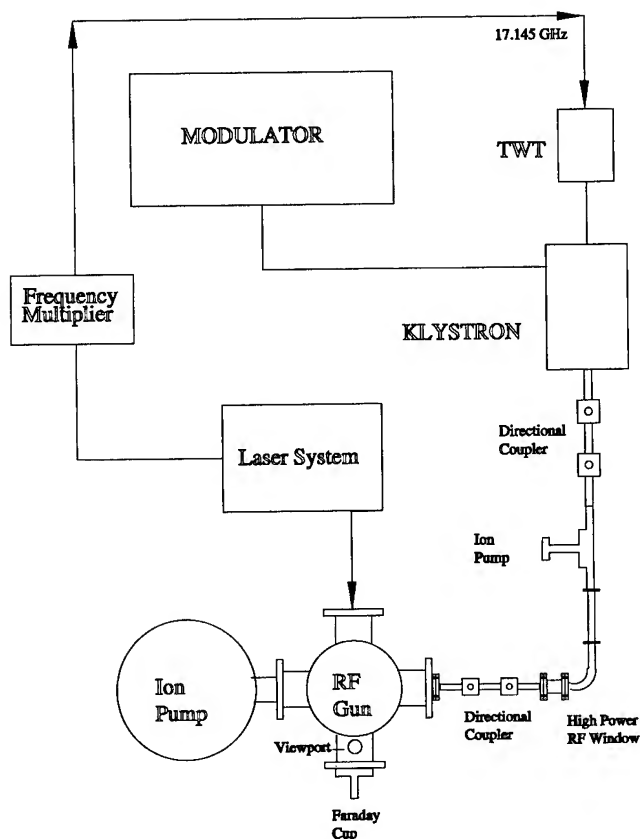 17.145 GHz
MODULATOR
TWT
Frequency
Multiplier
KLYSTRON
Directional
Coupler
Laser System
Ion
Pump
Ion
Pump
RF
Gun
Viewport
Directional
Coupler
High Power
RF Window
Faraday
Cup